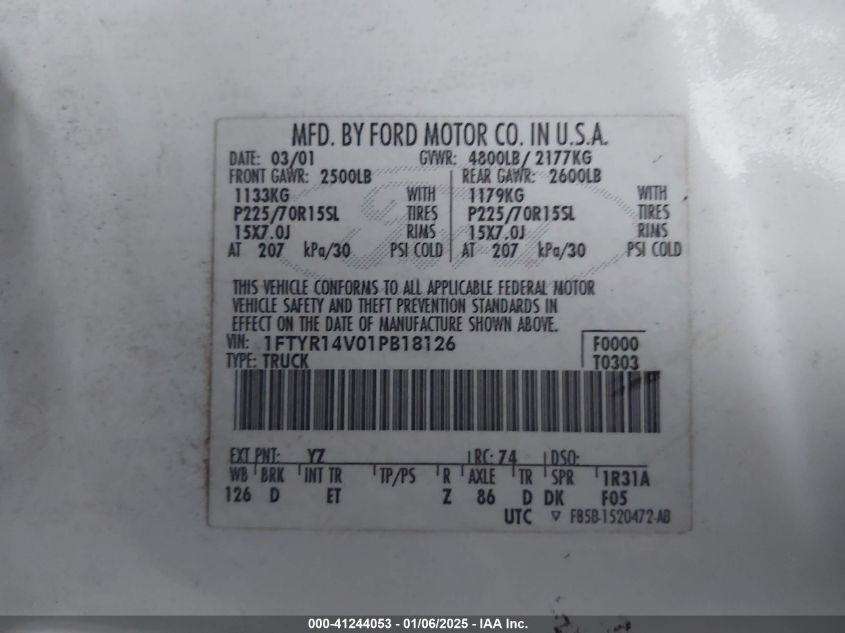 MFD. BY FORD MOTOR CO. IN U.S.A.
DATE: 03/01 GVWR: 4800LB/ 2177KG
FRONT GAWR: 2500LB REAR GAWR: 2600LB
1133KG WITH 1179KG WITH
P225/70R15SL TIRES P225/70R15SL TIRES
15X7.0J RIMS 15X7.0J RIMS
AT 207 kPa/30 PSI COLD AT 207 kPa/30 PSI COLD
THIS VEHICLE CONFORMS TO ALL APPLICABLE FEDERAL MOTOR
VEHICLE SAFETY AND THEFT PREVENTION STANDARDS IN
EFFECT ON THE DATE OF MANUFACTURE SHOWN ABOVE.
VIN: 1FTYR14V01PB18126 F0000
TYPE: TRUCK T0303
EXT PNT: YZ RC: 74 DSO:
WB BRK INT TR TP/PS R AXLE TR SPR 1R31A
126 D ET Z 86 D DK F05
UTC ▽ F85B-1520472-AB
000-41244053 - 01/06/2025 - IAA Inc.